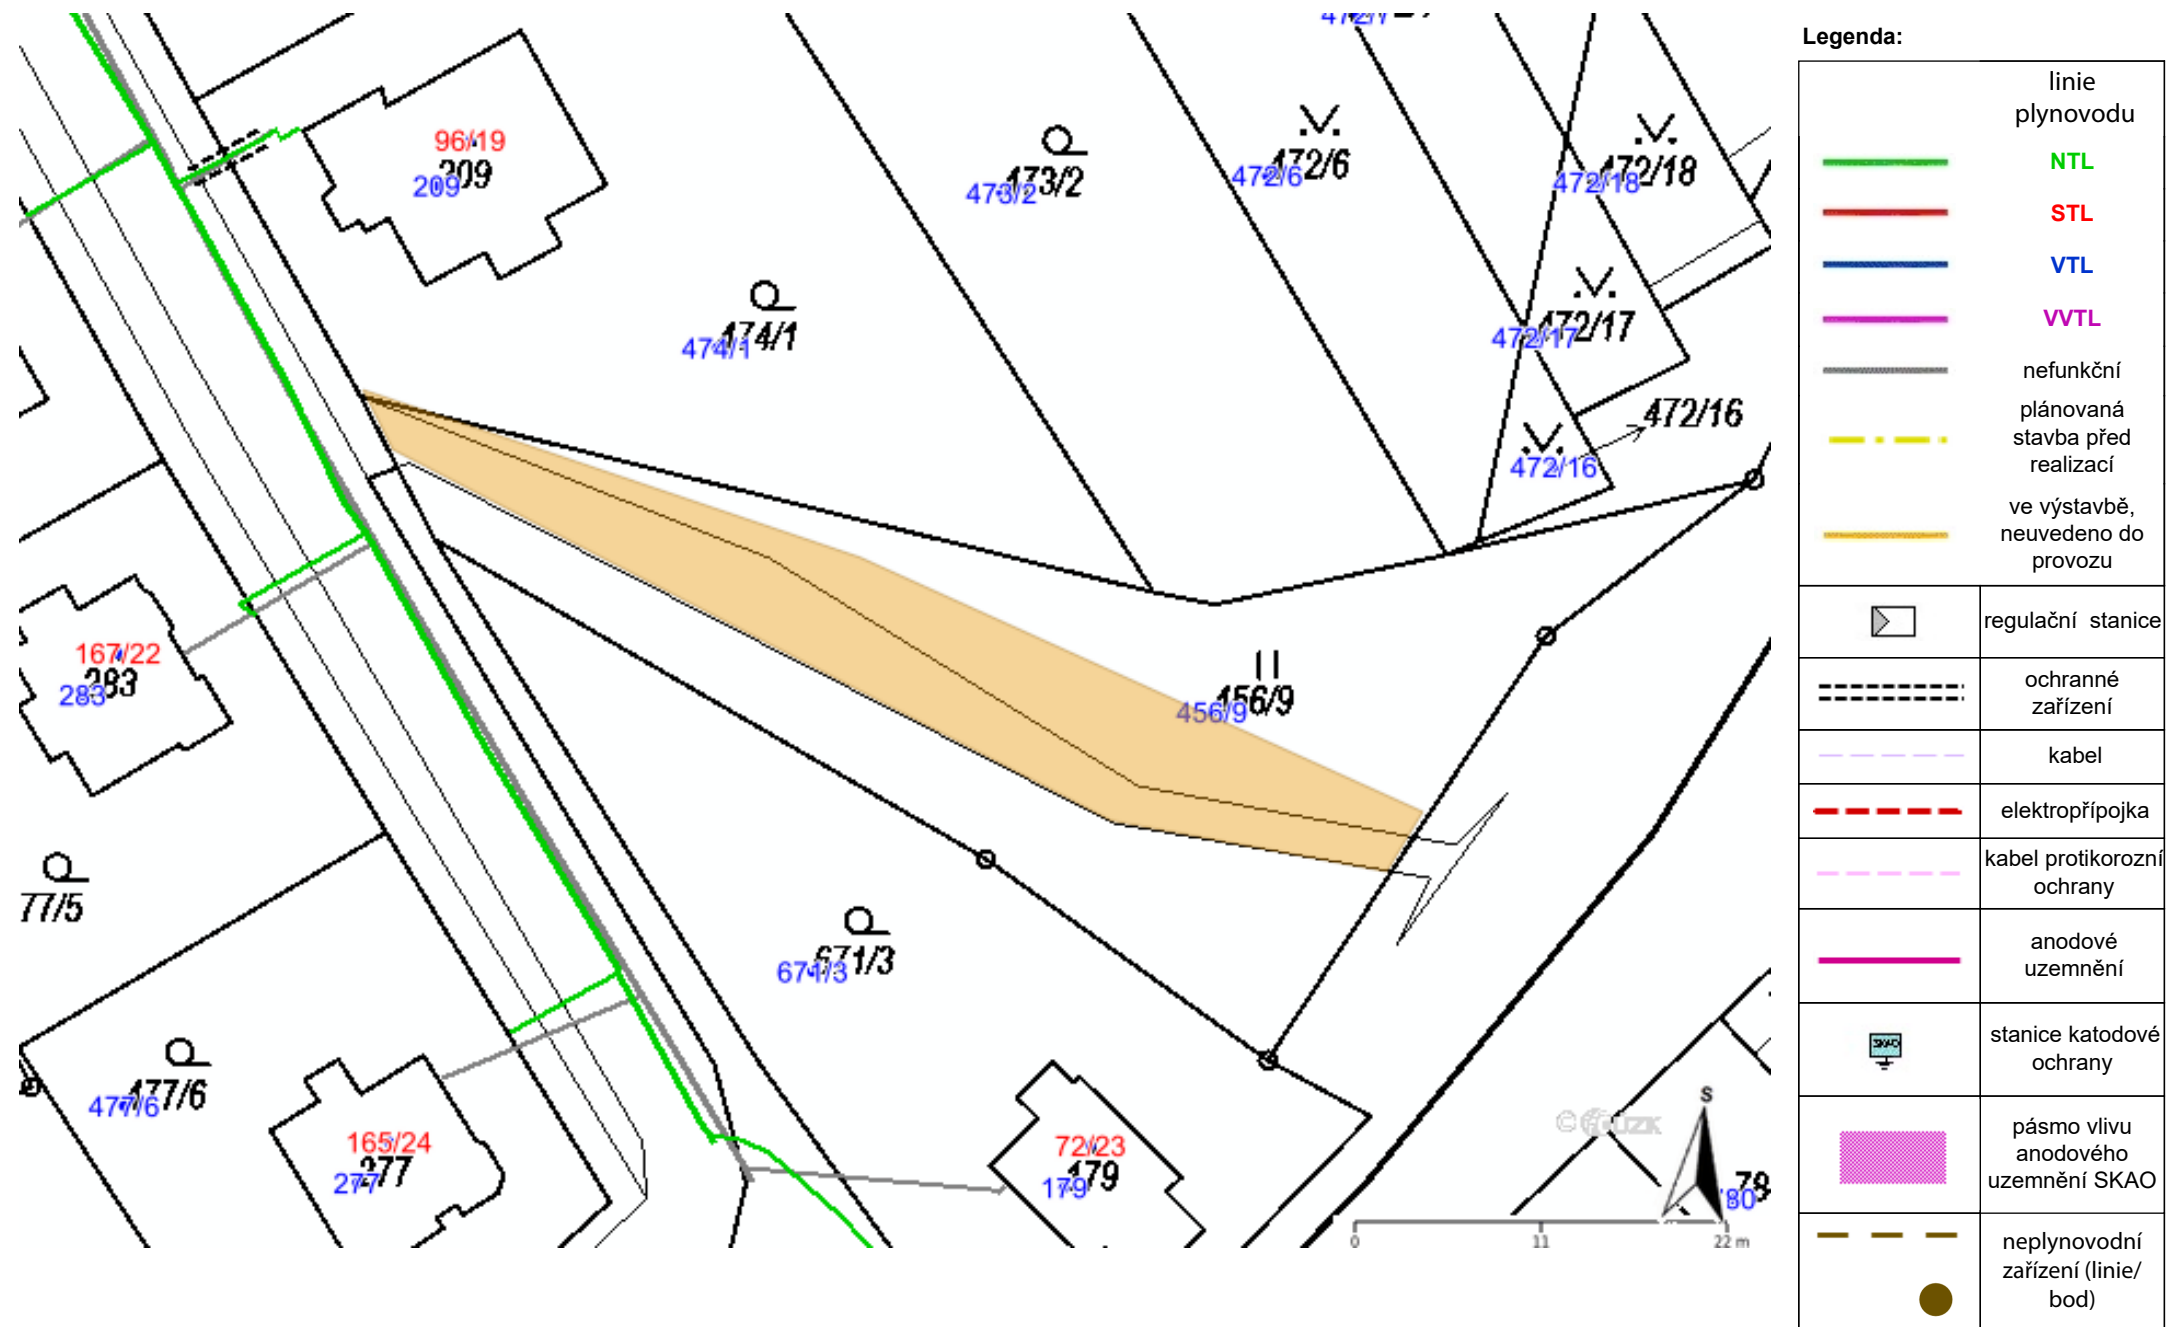 96/19
209
209
473/2
473/2
472/6
472/6
472/18
472/18
474/1
474/1
472/17
472/17
472/16
472/16
167/22
283
283
456/9
456/9
77/5
671/3
671/3
477/6
477/6
165/24
277
277
72/23
179
179
S
80
0 11 22 m
Legenda:
linie
plynovodu
NTL
STL
VTL
VVTL
nefunkční
plánovaná
stavba před
realizací
ve výstavbě,
neuvedeno do
provozu
regulační stanice
ochranné
zařízení
kabel
elektropřípojka
kabel protikorozní
ochrany
anodové
uzemnění
SKAO
stanice katodové
ochrany
pásmo vlivu
anodového
uzemnění SKAO
neplynovodní
zařízení (linie/
bod)